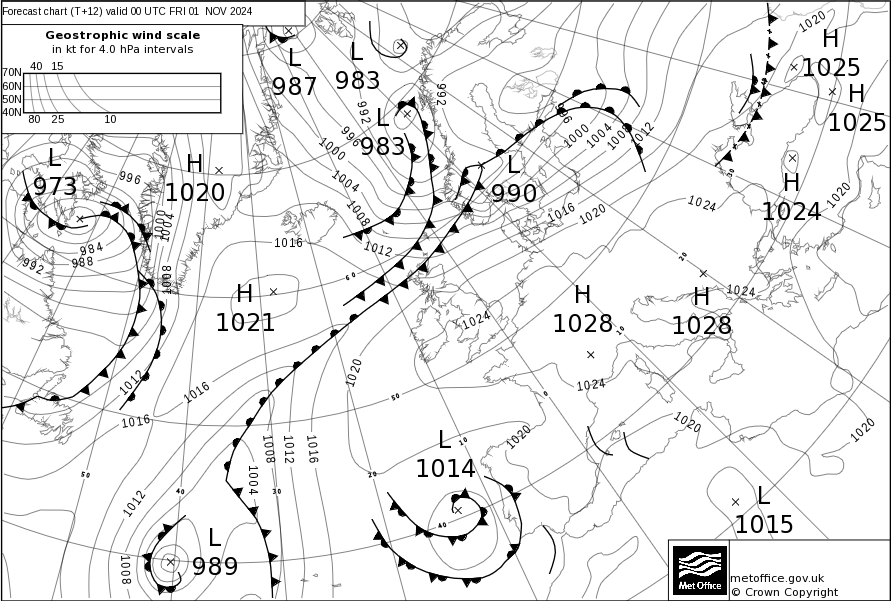 Forecast chart (T+12) valid 00 UTC FRI 01 NOV 2024
Geostrophic wind scale
in kt for 4.0 hPa intervals
40 15
70N
60N
50N
40N
80 25 10
L
987
L
983
L
983
992
992
996
1000
1004
1008
1012
996
1000
1004
1008
1012
1020
H
1025
H
1025
H
1024
1020
L
973
996
H
1020
1000
1004
1008
984
988
992
1016
L
990
1016
1020
1024
H
1021
60
H
1028
20
H
1028
1024
1024
10
1024
1012
1016
1016
1020
50
0
1020
1020
1020
L
1014
10
20
1008
1012
1016
1004
50
40
30
1012
40
L
1015
L
989
1008
Met Office
metoffice.gov.uk
© Crown Copyright